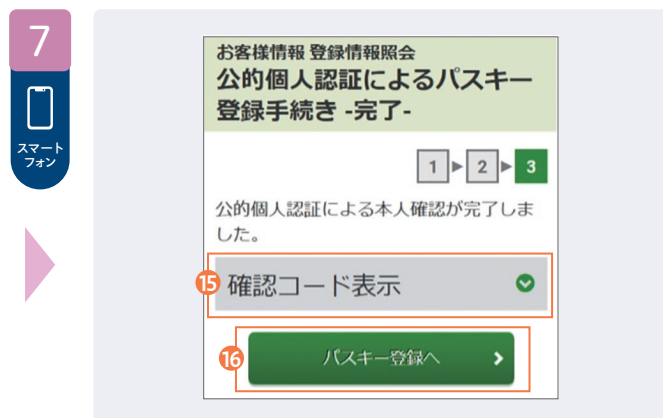 7
スマート
フォン
お客様情報 登録情報照会
公的個人認証によるパスキー
登録手続き -完了-
1 2 3
公的個人認証による本人確認が完了しま
した。
⑮ 確認コード表示
⑯ パスキー登録へ